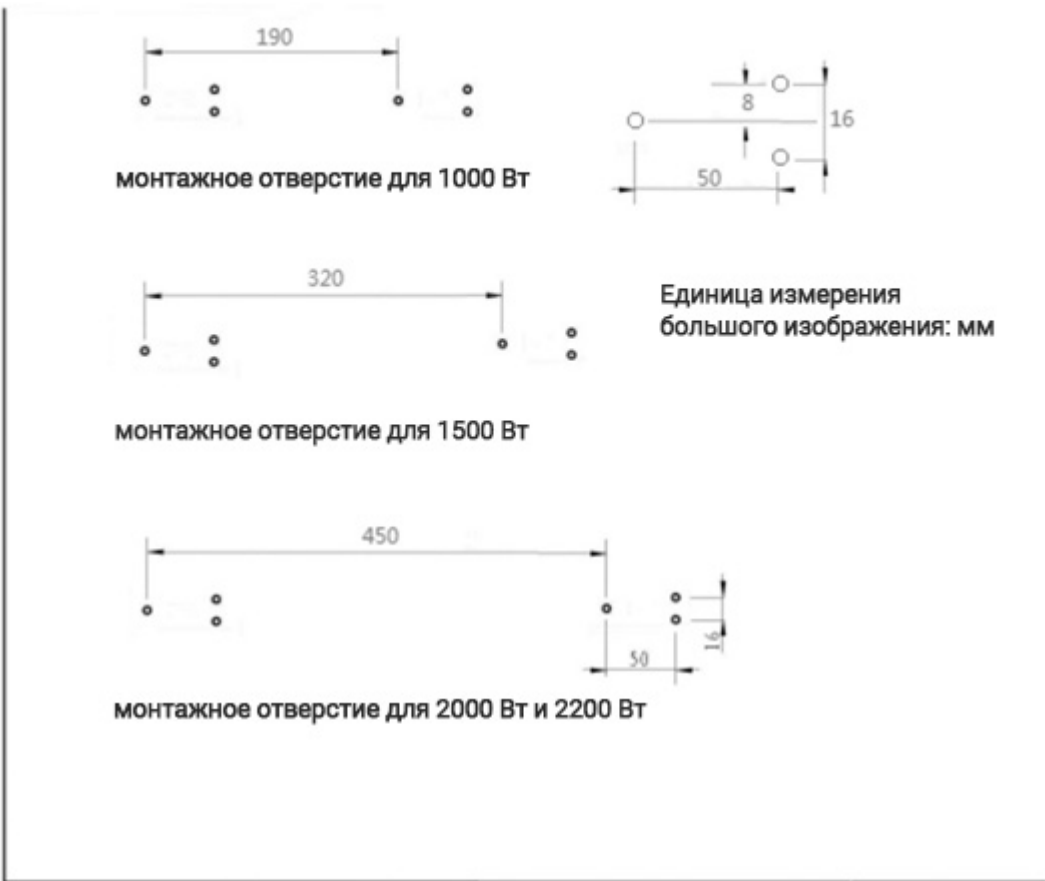 190
8
16
50
монтажное отверстие для 1000 Вт
320
Единица измерения
большого изображения: мм
монтажное отверстие для 1500 Вт
450
16
50
монтажное отверстие для 2000 Вт и 2200 Вт